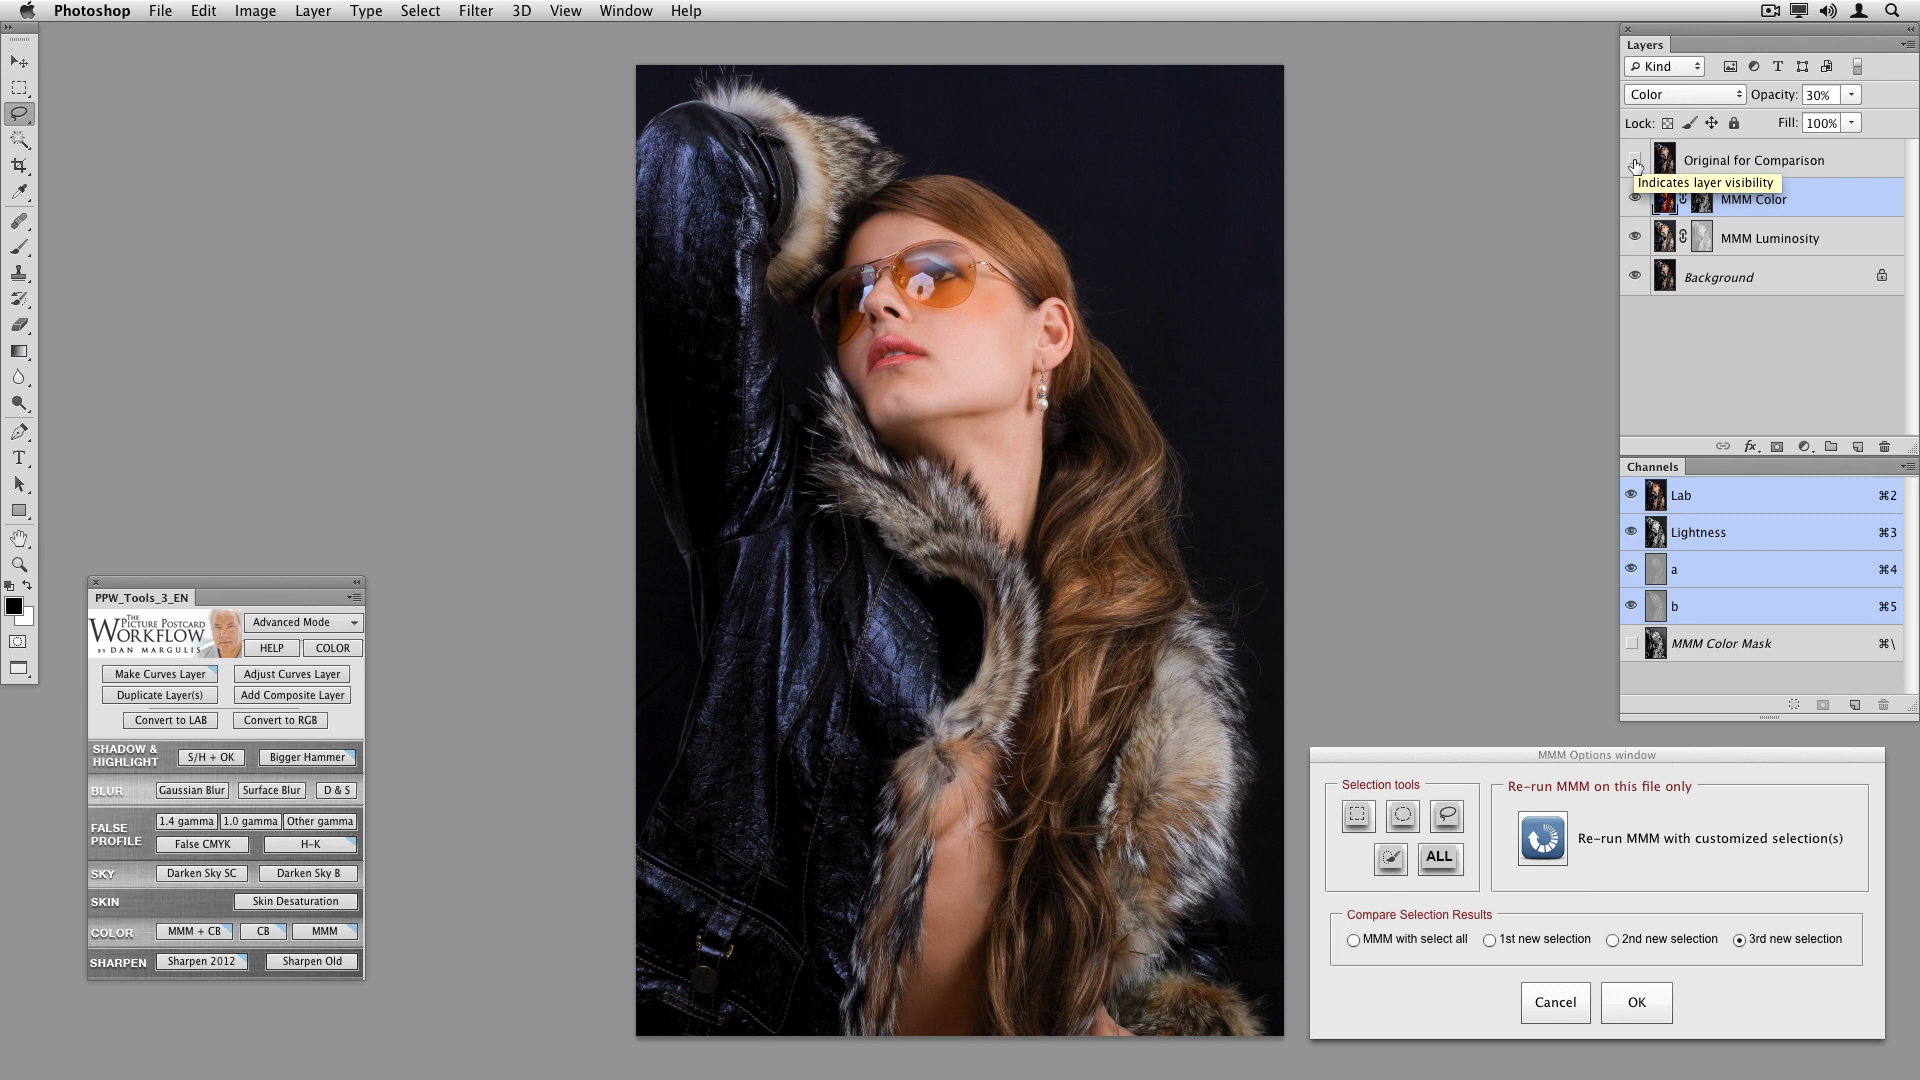 Photoshop File Edit Image Layer Type Select Filter 3D View Window Help
Layers
Kind
Color Opacity: 30%
Lock: Fill: 100%
Original for Comparison
Indicates layer visibility
MMM Color
MMM Luminosity
Background
fx
Channels
Lab ⌘2
Lightness ⌘3
a ⌘4
b ⌘5
MMM Color Mask ⌘\
PPW_Tools_3_EN
THE
PICTURE POSTCARD
WORKFLOW
BY DAN MARGULIS
Advanced Mode
HELP COLOR
Make Curves Layer Adjust Curves Layer
Duplicate Layer(s) Add Composite Layer
Convert to LAB Convert to RGB
SHADOW &
HIGHLIGHT
S/H + OK Bigger Hammer
BLUR Gaussian Blur Surface Blur D & S
FALSE
PROFILE
1.4 gamma 1.0 gamma Other gamma
False CMYK H-K
SKY Darken Sky SC Darken Sky B
SKIN Skin Desaturation
COLOR MMM + CB CB MMM
SHARPEN Sharpen 2012 Sharpen Old
MMM Options window
Selection tools
ALL
Re-run MMM on this file only
Re-run MMM with customized selection(s)
Compare Selection Results
MMM with select all 1st new selection 2nd new selection 3rd new selection
Cancel OK